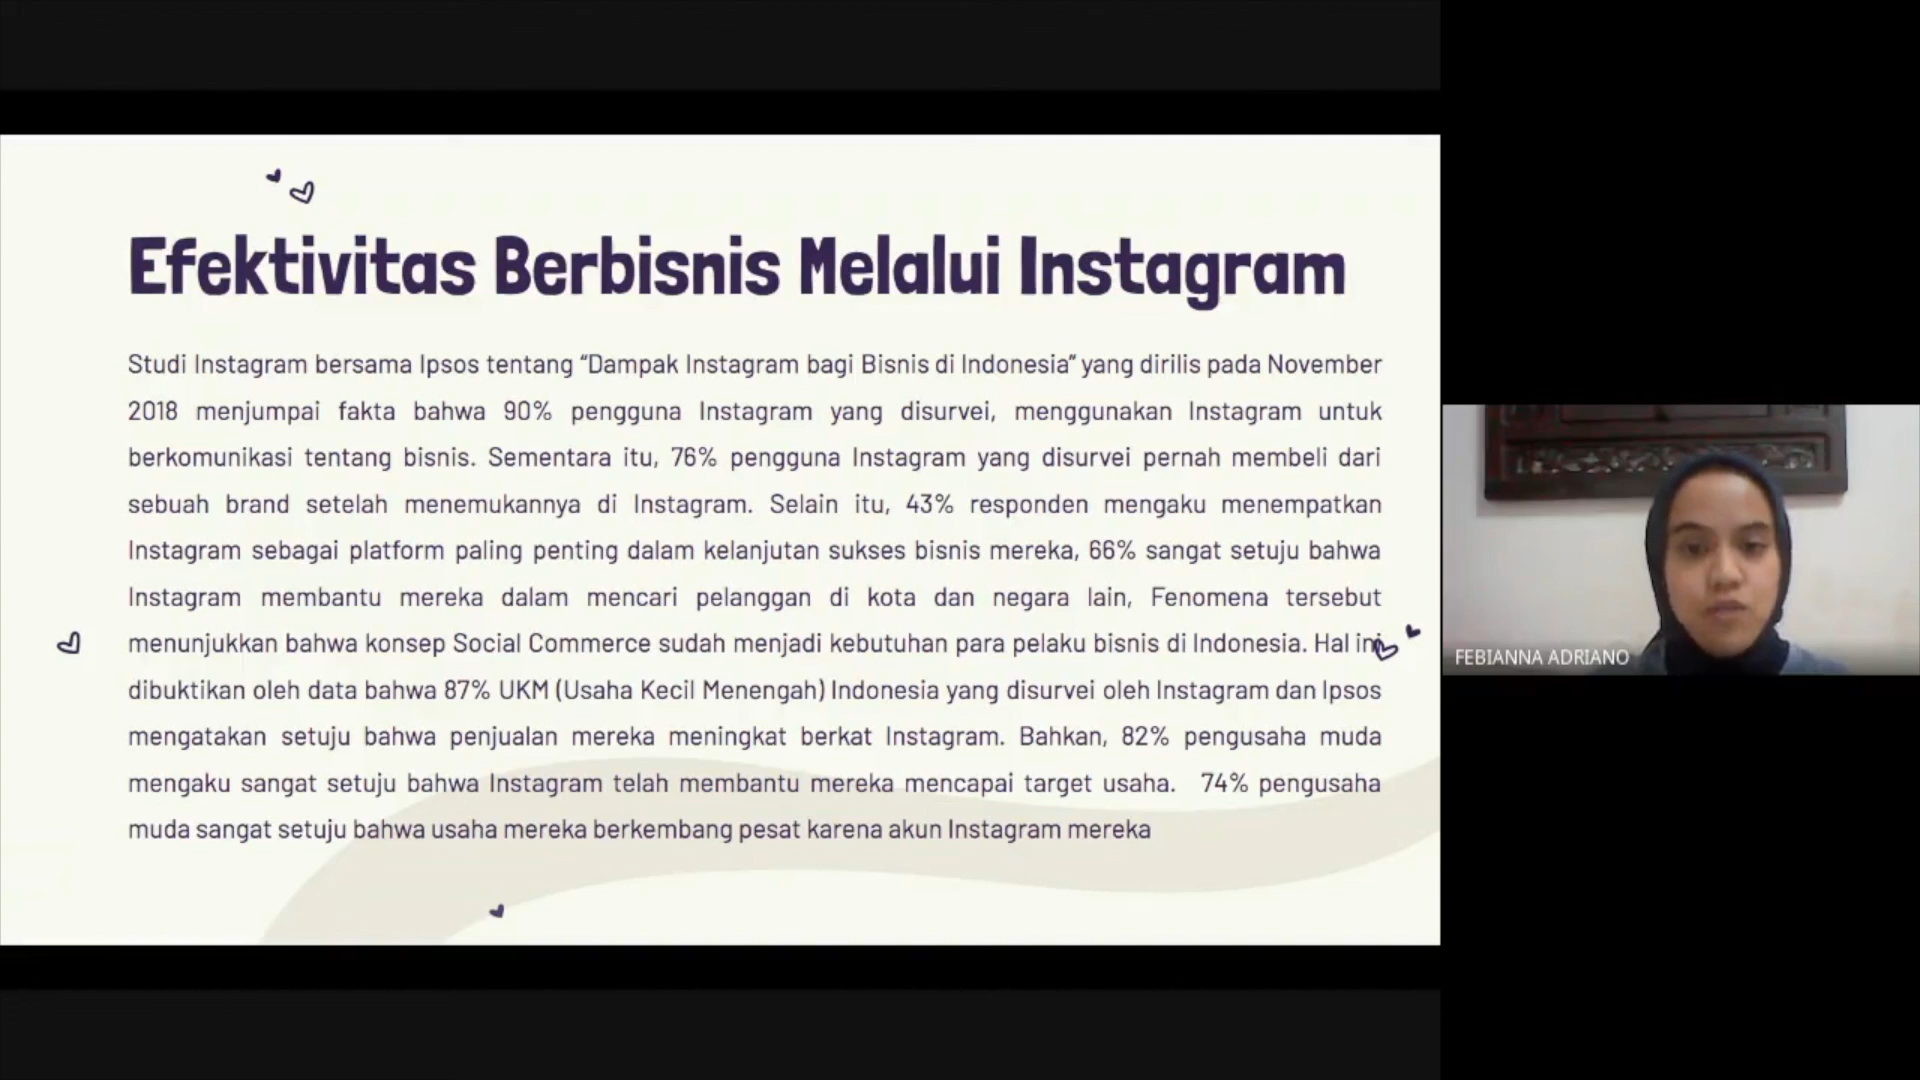 Efektivitas Berbisnis Melalui Instagram
Studi Instagram bersama Ipsos tentang “Dampak Instagram bagi Bisnis di Indonesia” yang dirilis pada November
2018 menjumpai fakta bahwa 90% pengguna Instagram yang disurvei, menggunakan Instagram untuk
berkomunikasi tentang bisnis. Sementara itu, 76% pengguna Instagram yang disurvei pernah membeli dari
sebuah brand setelah menemukannya di Instagram. Selain itu, 43% responden mengaku menempatkan
Instagram sebagai platform paling penting dalam kelanjutan sukses bisnis mereka, 66% sangat setuju bahwa
Instagram membantu mereka dalam mencari pelanggan di kota dan negara lain, Fenomena tersebut
menunjukkan bahwa konsep Social Commerce sudah menjadi kebutuhan para pelaku bisnis di Indonesia. Hal ini
dibuktikan oleh data bahwa 87% UKM (Usaha Kecil Menengah) Indonesia yang disurvei oleh Instagram dan Ipsos
mengatakan setuju bahwa penjualan mereka meningkat berkat Instagram. Bahkan, 82% pengusaha muda
mengaku sangat setuju bahwa Instagram telah membantu mereka mencapai target usaha. 74% pengusaha
muda sangat setuju bahwa usaha mereka berkembang pesat karena akun Instagram mereka
FEBIANNA ADRIANO